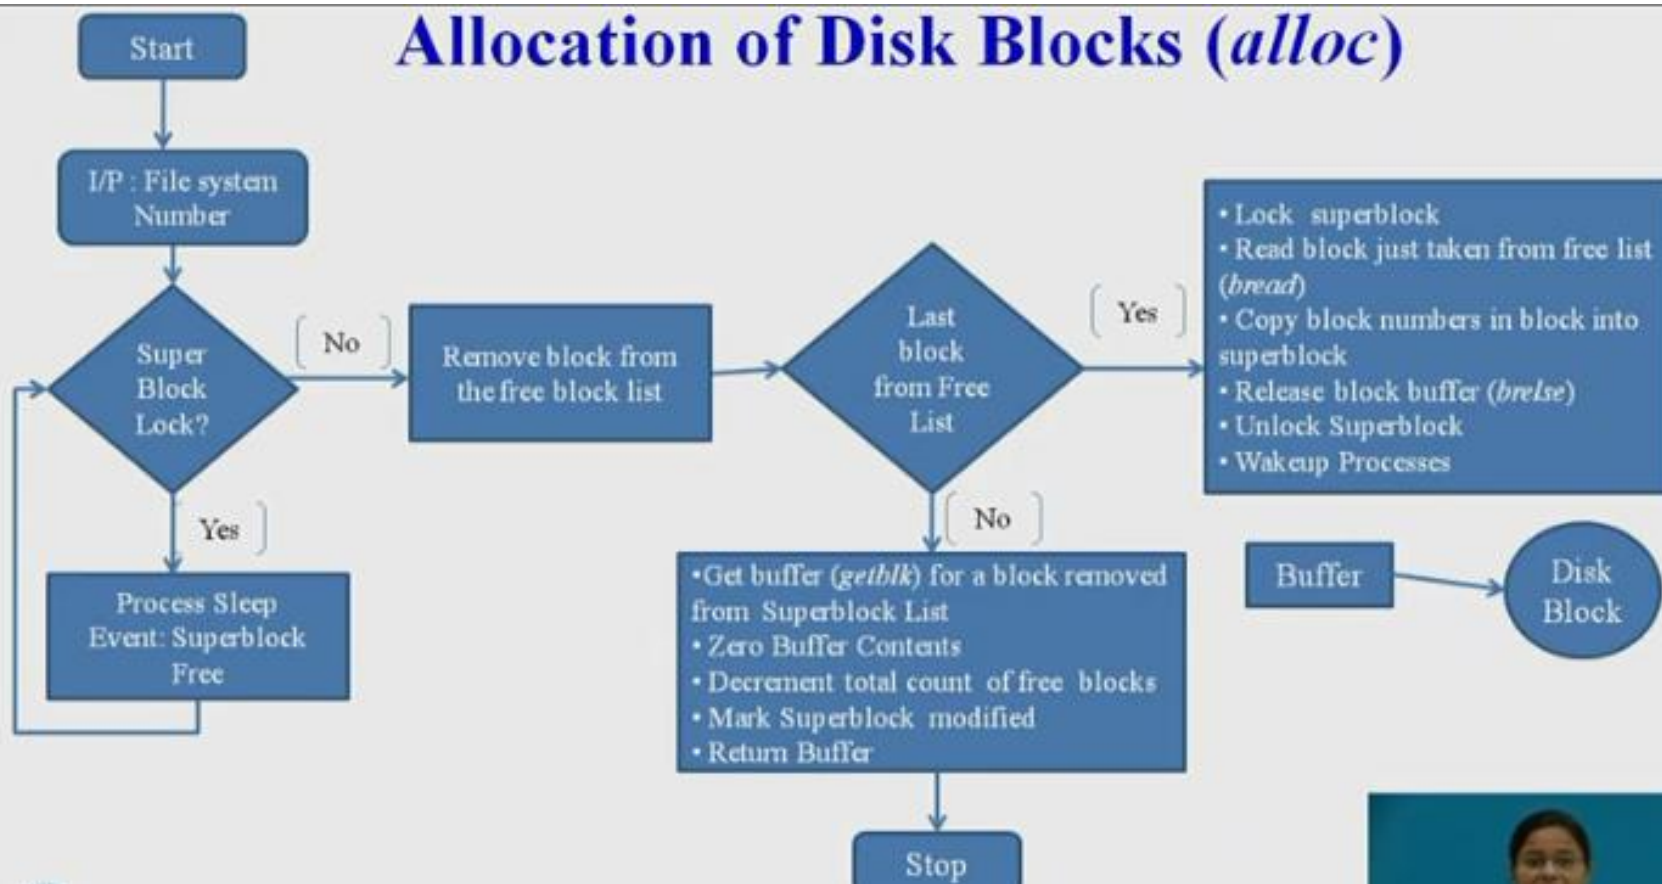 Allocation of Disk Blocks (alloc)
Start
I/P : File system
Number
Super
Block
Lock?
No
Yes
Process Sleep
Event: Superblock
Free
Remove block from
the free block list
Last
block
from Free
List
Yes
• Lock superblock
• Read block just taken from free list
(bread)
• Copy block numbers in block into
superblock
• Release block buffer (brelse)
• Unlock Superblock
• Wakeup Processes
No
•Get buffer (getblk) for a block removed
from Superblock List
• Zero Buffer Contents
• Decrement total count of free blocks
• Mark Superblock modified
• Return Buffer
Stop
Buffer
Disk
Block